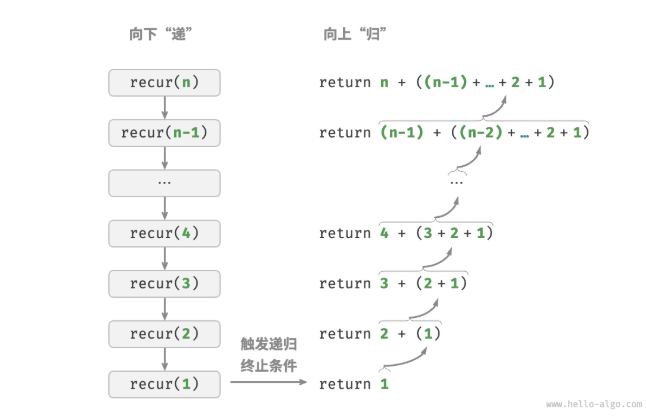 向下“递”
向上“归”
recur(n)
return n + ((n-1) + … + 2 + 1)
recur(n-1)
return (n-1) + ((n-2) + … + 2 + 1)
…
…
recur(4)
return 4 + (3 + 2 + 1)
recur(3)
return 3 + (2 + 1)
recur(2)
return 2 + (1)
触发递归
终止条件
recur(1)
return 1
www.hello-algo.com